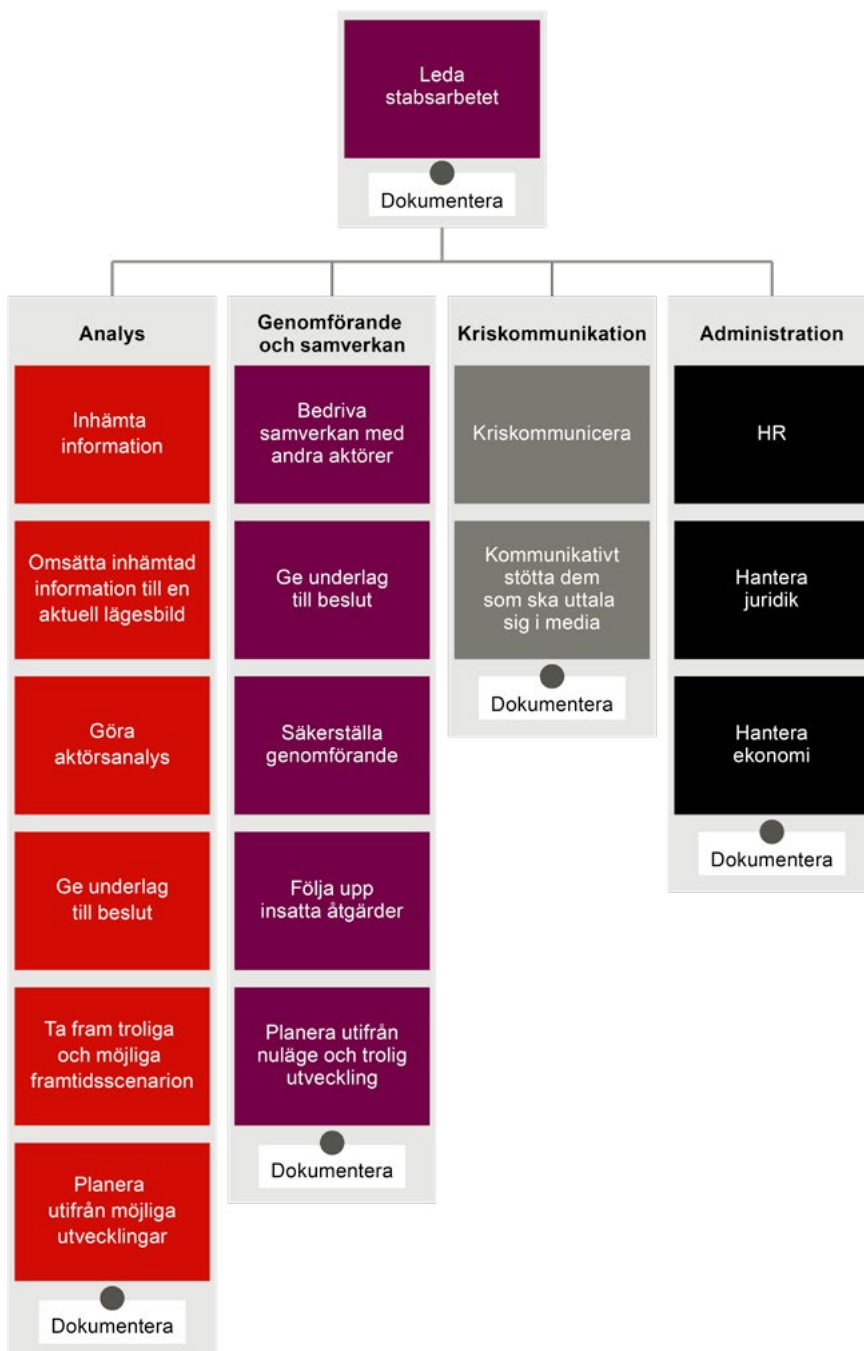 Leda
stabsarbetet
Dokumentera
Analys
Inhämta
information
Omsätta inhämtad
information till en
aktuell lägesbild
Göra
aktörsanalys
Ge underlag
till beslut
Ta fram troliga
och möjliga
framtidsscenarion
Planera
utifrån möjliga
utvecklingar
Dokumentera
Genomförande
och samverkan
Bedriva
samverkan med
andra aktörer
Ge underlag
till beslut
Säkerställa
genomförande
Följa upp
insatta åtgärder
Planera utifrån
nuläge och trolig
utveckling
Dokumentera
Kriskommunikation
Kriskommunicera
Kommunikativt
stötta dem
som ska uttala
sig i media
Dokumentera
Administration
HR
Hantera
juridik
Hantera
ekonomi
Dokumentera